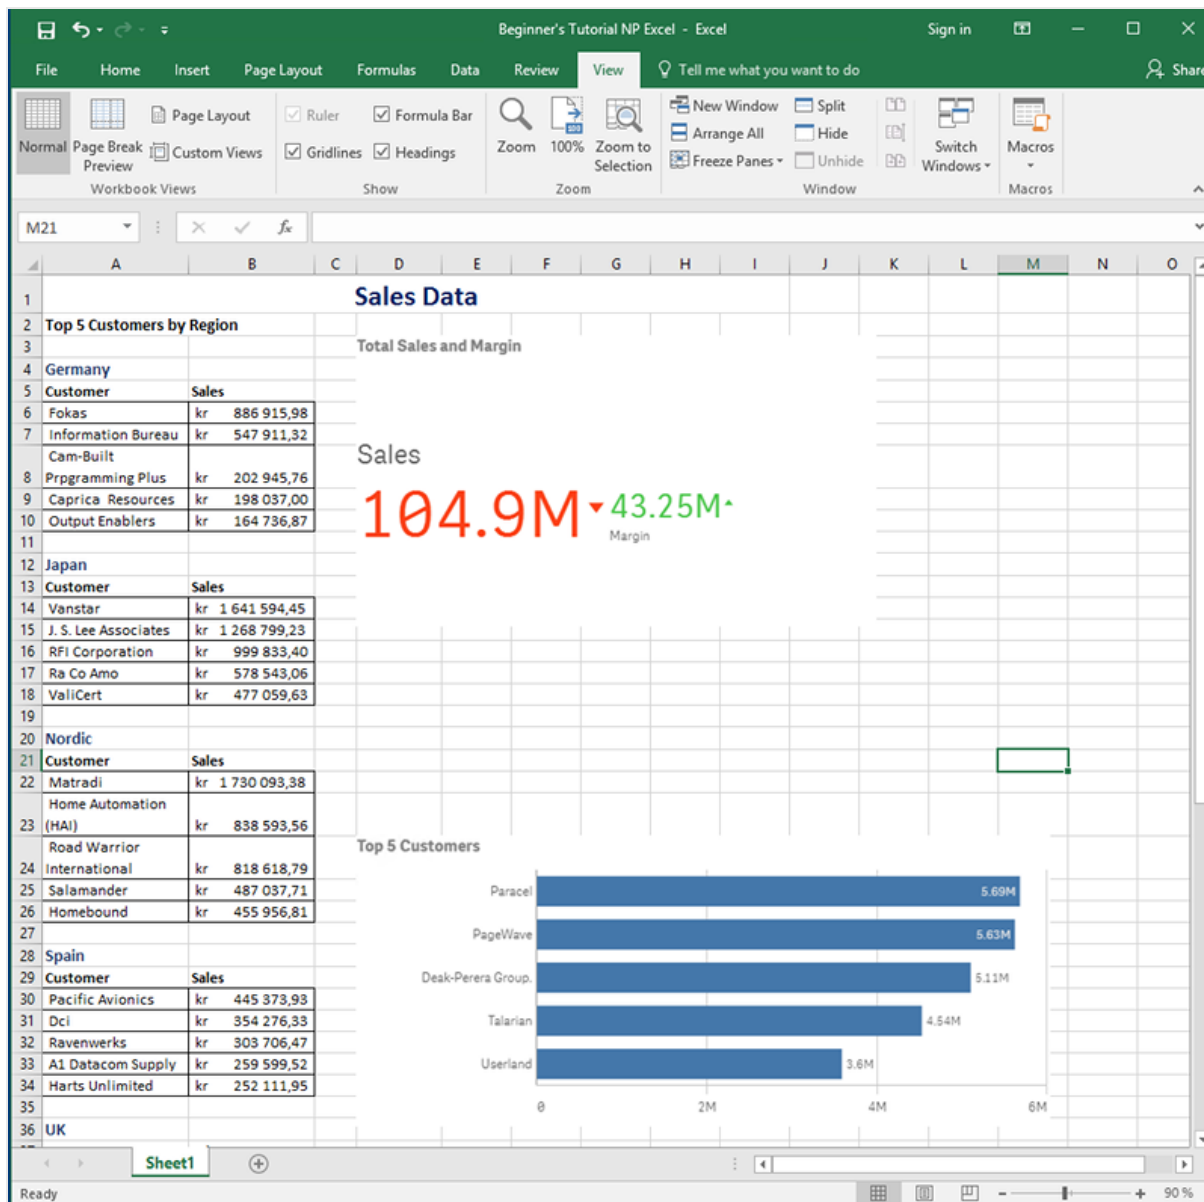 Beginner's Tutorial NP Excel - Excel
Sign in
File Home Insert Page Layout Formulas Data Review View Tell me what you want to do Share
Normal
Page Break
Preview
Page Layout
Custom Views
Workbook Views
Ruler
Formula Bar
Gridlines
Headings
Show
Zoom
100%
Zoom to
Selection
Zoom
New Window
Arrange All
Freeze Panes
Split
Hide
Unhide
Switch
Windows
Window
Macros
Macros
M21
fx
A B C D E F G H I J K L M N O
1 Sales Data
2 Top 5 Customers by Region
3
4 Germany
5 Customer Sales
6 Fokas kr 886 915,98
7 Information Bureau kr 547 911,32
Cam-Built
8 Prpgramming Plus kr 202 945,76
9 Caprica Resources kr 198 037,00
10 Output Enablers kr 164 736,87
11
12 Japan
13 Customer Sales
14 Vanstar kr 1 641 594,45
15 J. S. Lee Associates kr 1 268 799,23
16 RFI Corporation kr 999 833,40
17 Ra Co Amo kr 578 543,06
18 ValiCert kr 477 059,63
19
20 Nordic
21 Customer Sales
22 Matradi kr 1 730 093,38
Home Automation
23 (HAI) kr 838 593,56
Road Warrior
24 International kr 818 618,79
25 Salamander kr 487 037,71
26 Homebound kr 455 956,81
27
28 Spain
29 Customer Sales
30 Pacific Avionics kr 445 373,93
31 Dci kr 354 276,33
32 Ravenwerks kr 303 706,47
33 A1 Datacom Supply kr 259 599,52
34 Harts Unlimited kr 252 111,95
35
36 UK
Total Sales and Margin
Sales
104.9M 43.25M
Margin
Top 5 Customers
Paracel 5.69M
PageWave 5.63M
Deak-Perera Group. 5.11M
Talarian 4.54M
Userland 3.6M
0 2M 4M 6M
Sheet1
Ready
90 %